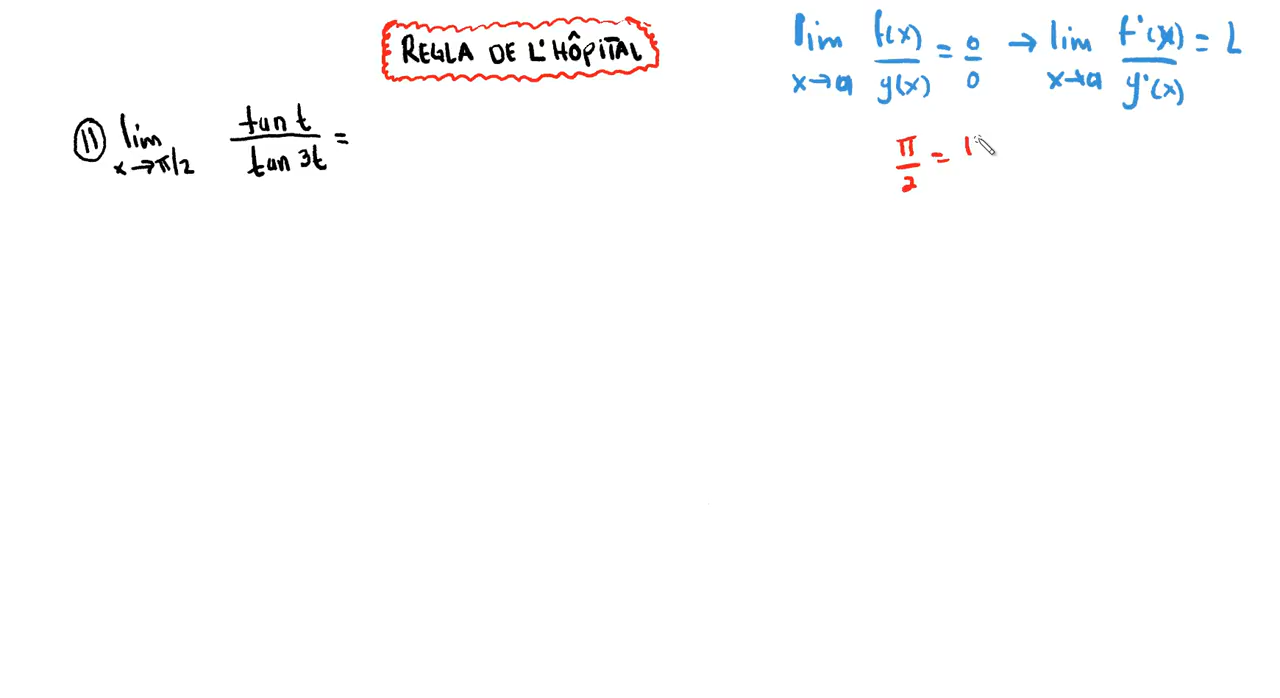 REGLA DE L'HÔPITAL
lim x→a f(x)/g(x) = 0/0 → lim x→a f'(x)/g'(x) = L
11 lim x→π/2 tan t/tan 3t =
π/2 = 1